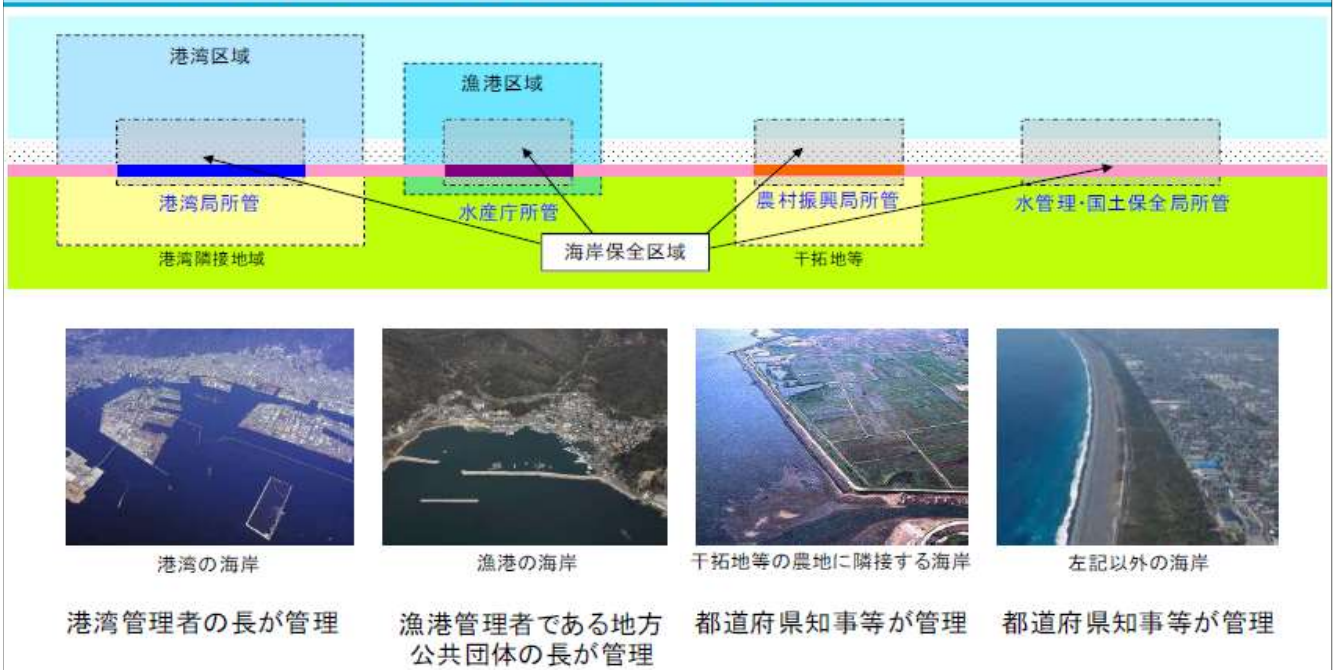 港湾区域
漁港区域
港湾局所管
水産庁所管
農村振興局所管
水管理・国土保全局所管
海岸保全区域
港湾隣接地域
干拓地等
港湾の海岸
漁港の海岸
干拓地等の農地に隣接する海岸
左記以外の海岸
港湾管理者の長が管理
漁港管理者である地方
公共団体の長が管理
都道府県知事等が管理
都道府県知事等が管理